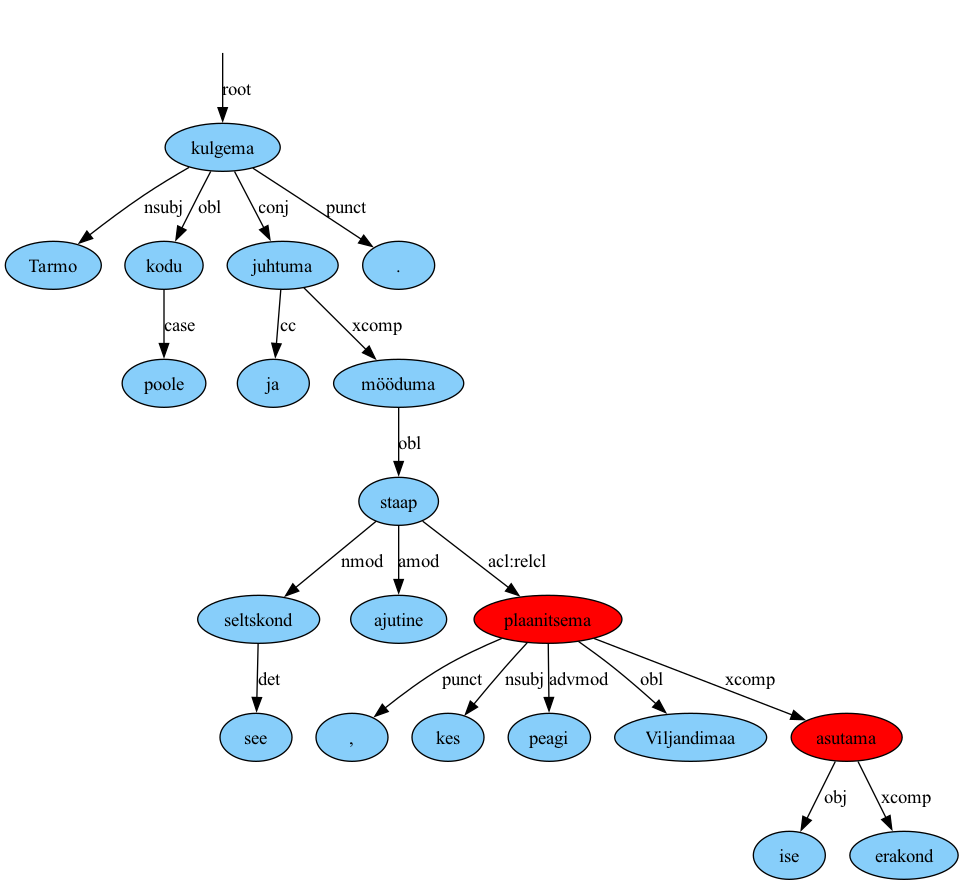 root
kulgema
nsubj obl conj punct
Tarmo kodu juhtuma .
case cc xcomp
poole ja mööduma
obl
staap
nmod amod acl:relcl
seltskond ajutine plaanitsema
det punct nsubj advmod obl xcomp
see , kes peagi Viljandimaa asutama
obj xcomp
ise erakond